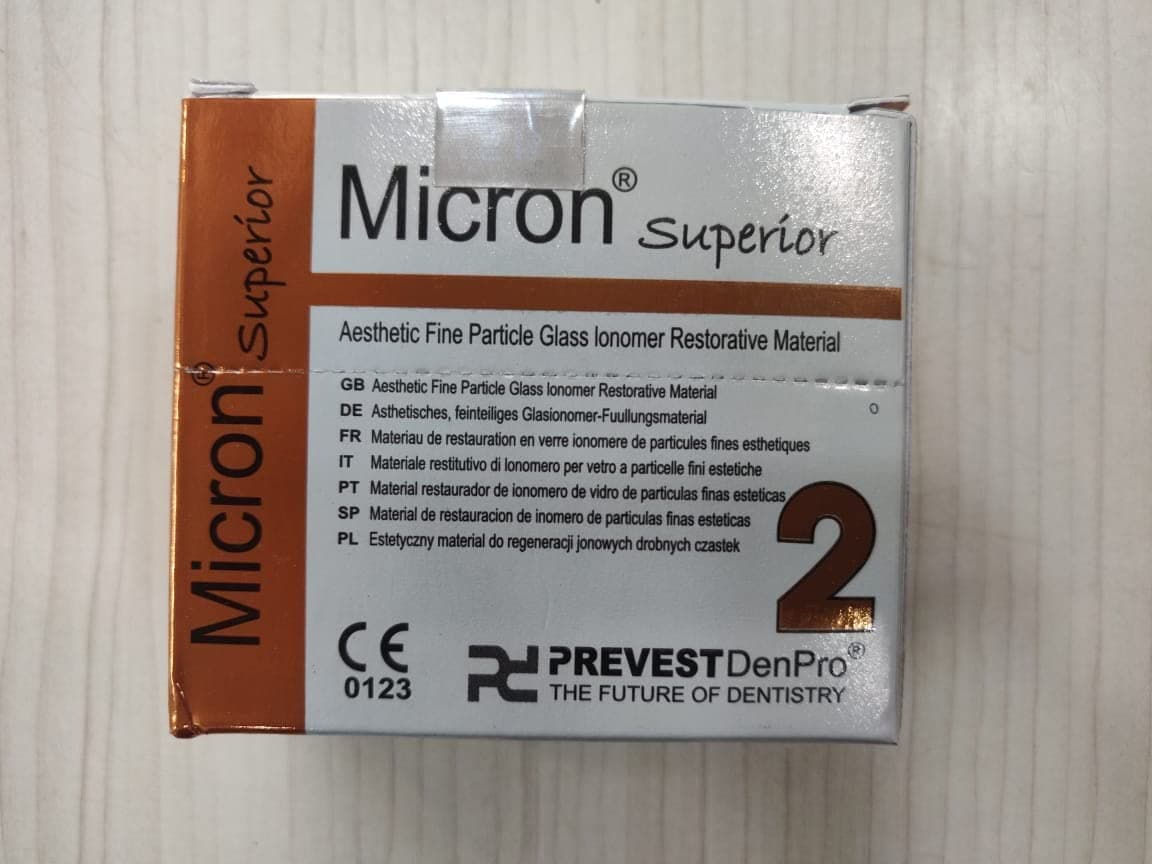 Micron® Superior
Micron® Superior
Aesthetic Fine Particle Glass Ionomer Restorative Material
GB Aesthetic Fine Particle Glass Ionomer Restorative Material
DE Asthetisches, feinteiliges Glasionomer-Fuullungsmaterial
FR Materiau de restauration en verre ionomere de particules fines esthetiques
IT Materiale restitutivo di Ionomero per vetro a particelle fini estetiche
PT Material restaurador de ionomero de vidro de particulas finas esteticas
SP Material de restauracion de inomero de particulas finas esteticas
PL Estetyczny material do regeneracji jonowych drobnych czastek
2
CE
0123
PREVEST DenPro®
THE FUTURE OF DENTISTRY